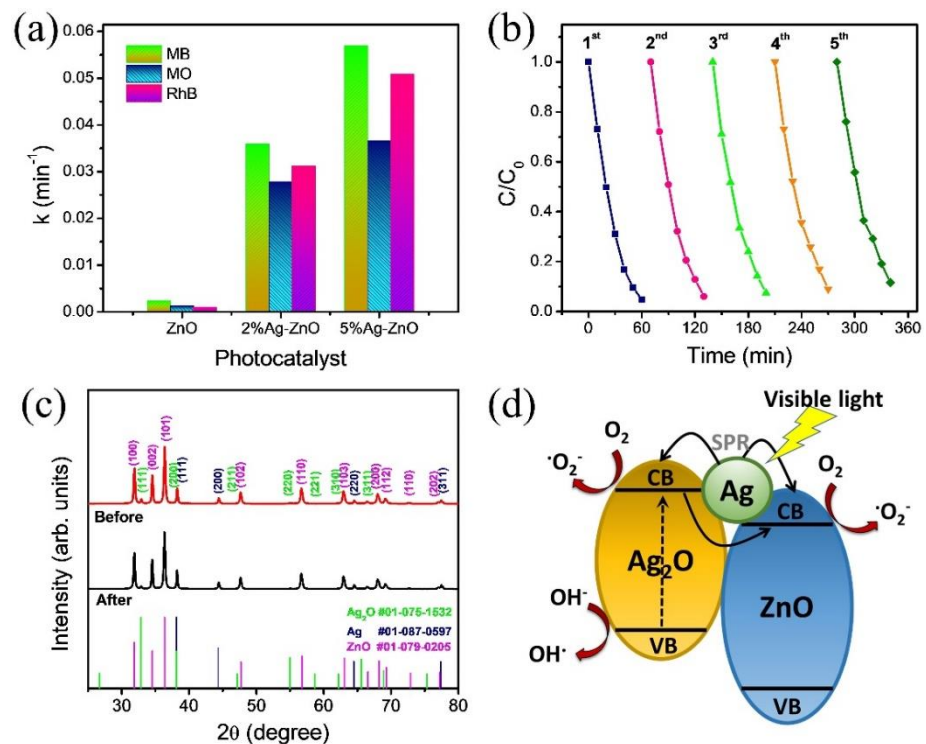 (a)
0.06
0.05
0.04
0.03
0.02
0.01
0.00
k (min⁻¹)
MB
MO
RhB
ZnO
2%Ag-ZnO
5%Ag-ZnO
Photocatalyst
(b)
1st
2nd
3rd
4th
5th
1.0
0.8
0.6
0.4
0.2
0.0
C/C₀
0 60 120 180 240 300 360
Time (min)
(c)
Intensity (arb. units)
(100)
(111)
(002)
(101)
(200)
(111)
(200)
(211)
(102)
(220)
(110)
(221)
(310)
(103)
(220)
(311)
(200)
(112)
(110)
(202)
(311)
Before
After
Ag₂O #01-075-1532
Ag #01-087-0597
ZnO #01-079-0205
30 40 50 60 70 80
2θ (degree)
(d)
Visible light
SPR
O₂
·O₂⁻
CB
Ag
O₂
CB
·O₂⁻
Ag₂O
ZnO
OH⁻
VB
OH·
VB